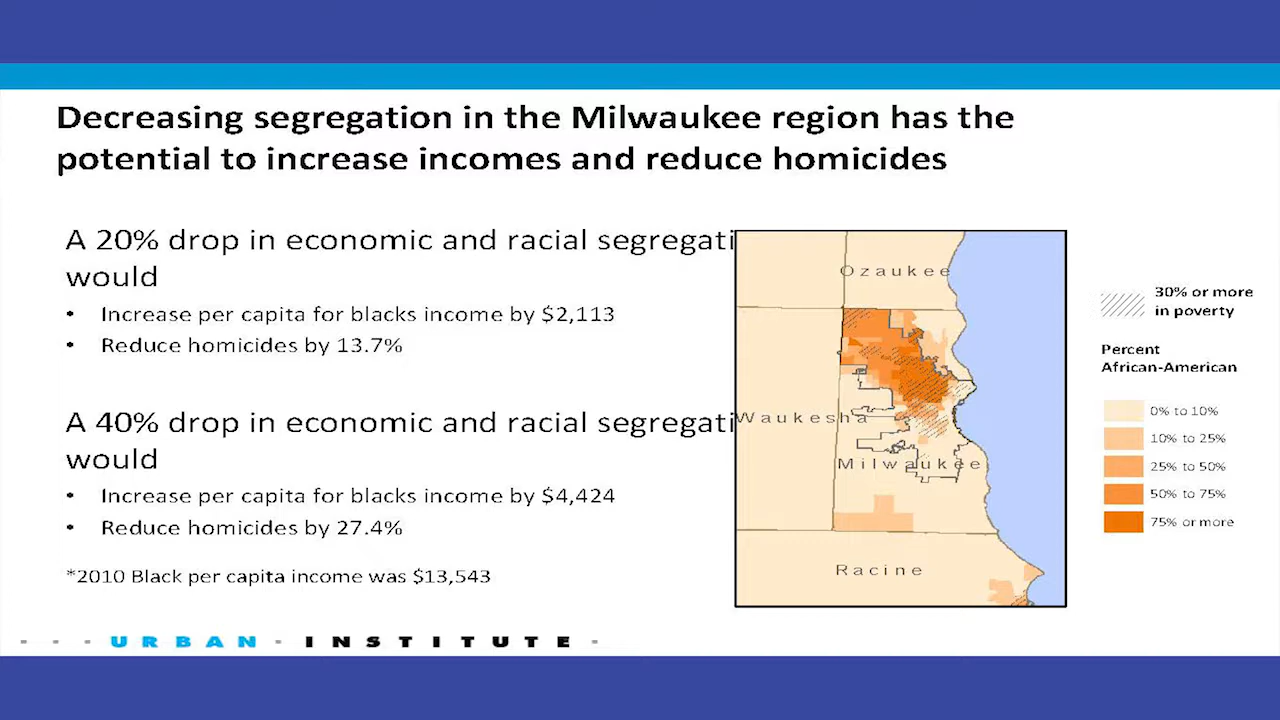 Decreasing segregation in the Milwaukee region has the
potential to increase incomes and reduce homicides
A 20% drop in economic and racial segregati
would
• Increase per capita for blacks income by $2,113
• Reduce homicides by 13.7%
A 40% drop in economic and racial segregati
would
• Increase per capita for blacks income by $4,424
• Reduce homicides by 27.4%
*2010 Black per capita income was $13,543
Ozaukee
Waukesha
Milwaukee
Racine
30% or more
in poverty
Percent
African-American
0% to 10%
10% to 25%
25% to 50%
50% to 75%
75% or more
URBAN INSTITUTE